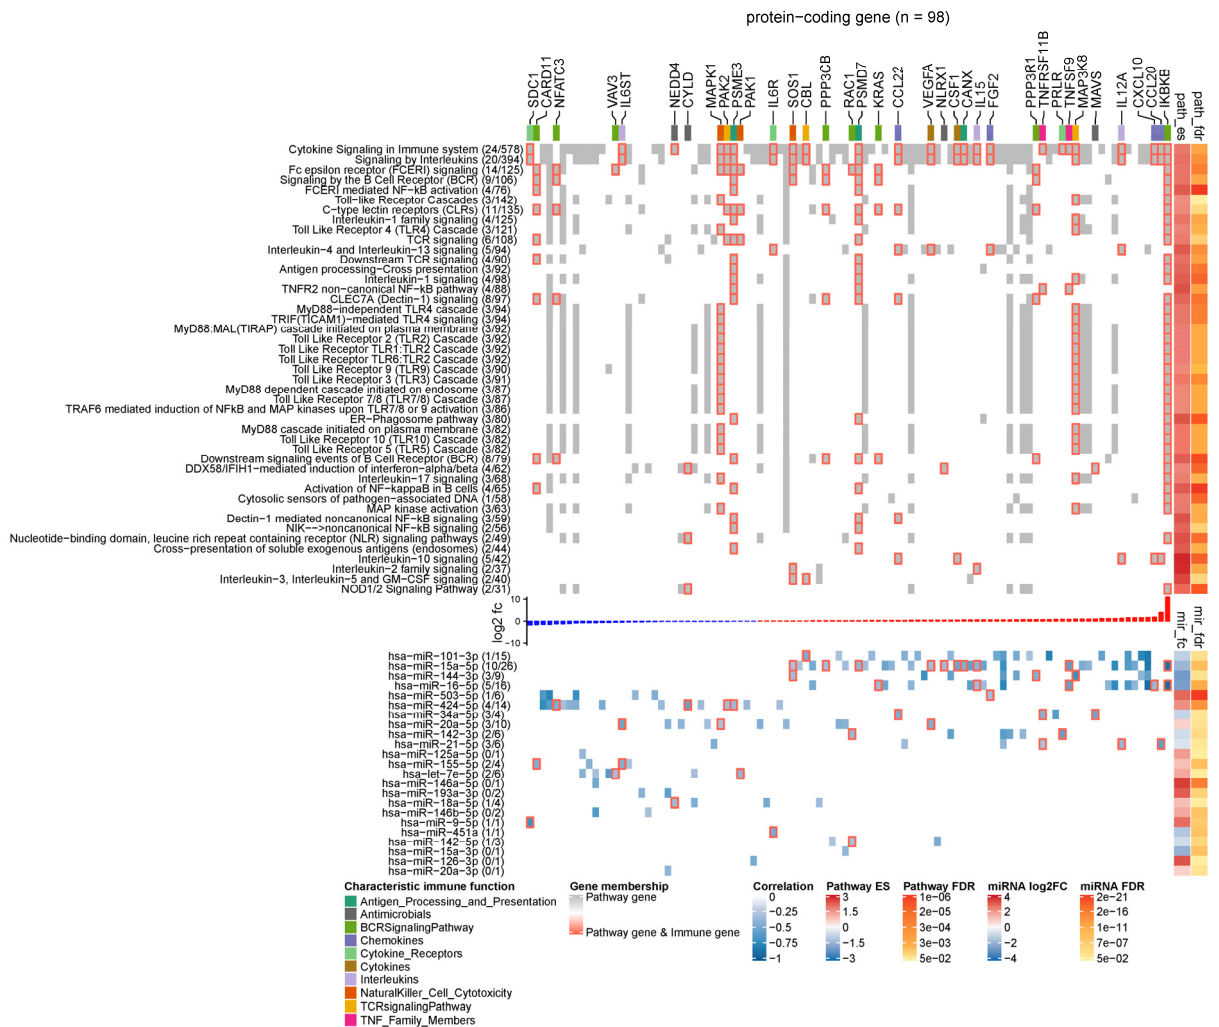 protein−coding gene (n = 98)
SDC1
CARD11
NFATC3
VAV3
IL6ST
NEDD4
CYLD
MAPK1
PAK2
PSME3
PAK1
IL6R
SOS1
CBL
PPP3CB
RAC1
PSMD7
KRAS
CCL22
VEGFA
NLRX1
CSF1
CANX
IL15
FGF2
PPP3R1
TNFRSF11B
PRLR
TNFSF9
MAP3K8
MAVS
IL12A
CXCL10
CCL20
IKBKE
path_es
path_fdr
Cytokine Signaling in Immune system (24/578)
Signaling by Interleukins (20/394)
Fc epsilon receptor (FCERI) signaling (14/125)
Signaling by the B Cell Receptor (BCR) (9/106)
FCERI mediated NF−kB activation (4/76)
Toll−like Receptor Cascades (3/142)
C−type lectin receptors (CLRs) (11/135)
Interleukin−1 family signaling (4/125)
Toll Like Receptor 4 (TLR4) Cascade (3/121)
TCR signaling (6/108)
Interleukin−4 and Interleukin−13 signaling (5/94)
Downstream TCR signaling (4/90)
Antigen processing−Cross presentation (3/92)
Interleukin−1 signaling (4/98)
TNFR2 non−canonical NF−kB pathway (4/88)
CLEC7A (Dectin−1) signaling (8/97)
MyD88−independent TLR4 cascade (3/94)
TRIF(TICAM1)−mediated TLR4 signaling (3/94)
MyD88:MAL(TIRAP) cascade initiated on plasma membrane (3/92)
Toll Like Receptor 2 (TLR2) Cascade (3/92)
Toll Like Receptor TLR1:TLR2 Cascade (3/92)
Toll Like Receptor TLR6:TLR2 Cascade (3/92)
Toll Like Receptor 9 (TLR9) Cascade (3/90)
Toll Like Receptor 3 (TLR3) Cascade (3/91)
MyD88 dependent cascade initiated on endosome (3/87)
Toll Like Receptor 7/8 (TLR7/8) Cascade (3/87)
TRAF6 mediated induction of NFkB and MAP kinases upon TLR7/8 or 9 activation (3/86)
ER−Phagosome pathway (3/80)
MyD88 cascade initiated on plasma membrane (3/82)
Toll Like Receptor 10 (TLR10) Cascade (3/82)
Toll Like Receptor 5 (TLR5) Cascade (3/82)
Downstream signaling events of B Cell Receptor (BCR) (8/79)
DDX58/IFIH1−mediated induction of interferon−alpha/beta (4/62)
Interleukin−17 signaling (3/68)
Activation of NF−kappaB in B cells (4/65)
Cytosolic sensors of pathogen−associated DNA (1/58)
MAP kinase activation (3/63)
Dectin−1 mediated noncanonical NF−kB signaling (3/59)
NIK−−>noncanonical NF−kB signaling (2/56)
Nucleotide−binding domain, leucine rich repeat containing receptor (NLR) signaling pathways (2/49)
Cross−presentation of soluble exogenous antigens (endosomes) (2/44)
Interleukin−10 signaling (5/42)
Interleukin−2 family signaling (2/37)
Interleukin−3, Interleukin−5 and GM−CSF signaling (2/40)
NOD1/2 Signaling Pathway (2/31)
log2 fc
10
0
−10
mir_fc
mir_fdr
hsa−miR−101−3p (1/15)
hsa−miR−15a−5p (10/26)
hsa−miR−144−3p (3/9)
hsa−miR−16−5p (5/16)
hsa−miR−503−5p (1/6)
hsa−miR−424−5p (4/14)
hsa−miR−34a−5p (3/4)
hsa−miR−20a−5p (3/10)
hsa−miR−142−3p (2/6)
hsa−miR−21−5p (3/6)
hsa−miR−125a−5p (0/1)
hsa−miR−155−5p (2/4)
hsa−let−7e−5p (2/6)
hsa−miR−146a−5p (0/1)
hsa−miR−193a−3p (0/2)
hsa−miR−18a−5p (1/4)
hsa−miR−146b−5p (0/2)
hsa−miR−9−5p (1/1)
hsa−miR−451a (1/1)
hsa−miR−142−5p (1/3)
hsa−miR−15a−3p (0/1)
hsa−miR−126−3p (0/1)
hsa−miR−20a−3p (0/1)
Characteristic immune function
Antigen_Processing_and_Presentation
Antimicrobials
BCRSignalingPathway
Chemokines
Cytokine_Receptors
Cytokines
Interleukins
NaturalKiller_Cell_Cytotoxicity
TCRsignalingPathway
TNF_Family_Members
Gene membership
Pathway gene
Pathway gene & Immune gene
Correlation
0
−0.25
−0.5
−0.75
−1
Pathway ES
3
1.5
0
−1.5
−3
Pathway FDR
1e−06
2e−05
3e−04
3e−03
5e−02
miRNA log2FC
4
2
0
−2
−4
miRNA FDR
2e−21
2e−16
1e−11
7e−07
5e−02